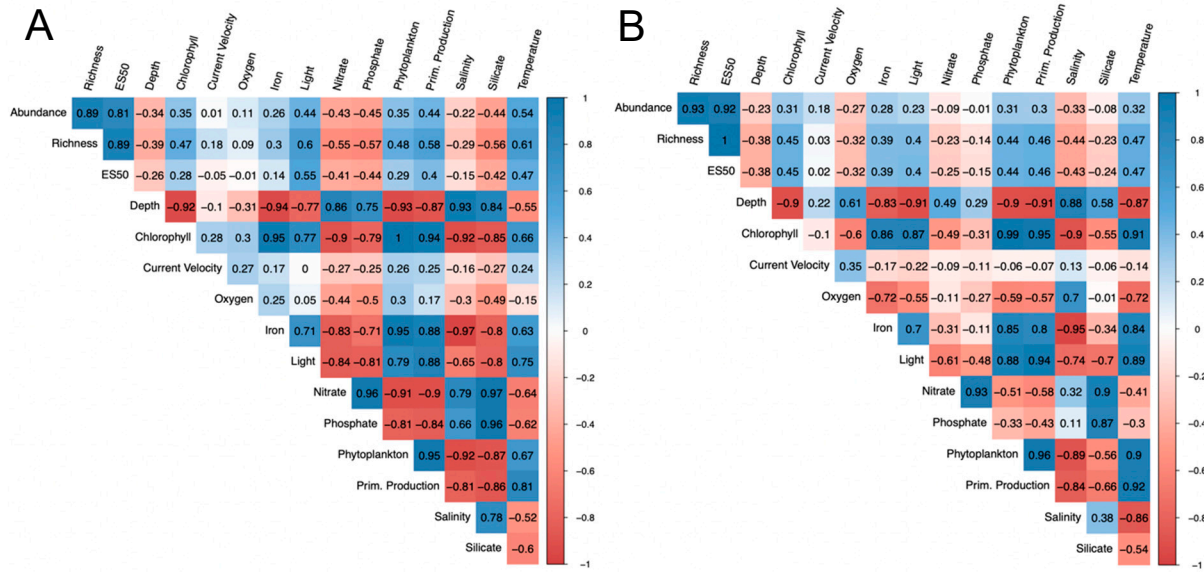 A
Richness
ES50
Depth
Chlorophyll
Current Velocity
Oxygen
Iron
Light
Nitrate
Phosphate
Phytoplankton
Prim. Production
Salinity
Silicate
Temperature
Abundance 0.89 0.81 −0.34 0.35 0.01 0.11 0.26 0.44 −0.43 −0.45 0.35 0.44 −0.22 −0.44 0.54
Richness 0.89 −0.39 0.47 0.18 0.09 0.3 0.6 −0.55 −0.57 0.48 0.58 −0.29 −0.56 0.61
ES50 −0.26 0.28 −0.05 −0.01 0.14 0.55 −0.41 −0.44 0.29 0.4 −0.15 −0.42 0.47
Depth −0.92 −0.1 −0.31 −0.94 −0.77 0.86 0.75 −0.93 −0.87 0.93 0.84 −0.55
Chlorophyll 0.28 0.3 0.95 0.77 −0.9 −0.79 1 0.94 −0.92 −0.85 0.66
Current Velocity 0.27 0.17 0 −0.27 −0.25 0.26 0.25 −0.16 −0.27 0.24
Oxygen 0.25 0.05 −0.44 −0.5 0.3 0.17 −0.3 −0.49 −0.15
Iron 0.71 −0.83 −0.71 0.95 0.88 −0.97 −0.8 0.63
Light −0.84 −0.81 0.79 0.88 −0.65 −0.8 0.75
Nitrate 0.96 −0.91 −0.9 0.79 0.97 −0.64
Phosphate −0.81 −0.84 0.66 0.96 −0.62
Phytoplankton 0.95 −0.92 −0.87 0.67
Prim. Production −0.81 −0.86 0.81
Salinity 0.78 −0.52
Silicate −0.6
1
0.8
0.6
0.4
0.2
0
−0.2
−0.4
−0.6
−0.8
−1
B
Richness
ES50
Depth
Chlorophyll
Current Velocity
Oxygen
Iron
Light
Nitrate
Phosphate
Phytoplankton
Prim. Production
Salinity
Silicate
Temperature
Abundance 0.93 0.92 −0.23 0.31 0.18 −0.27 0.28 0.23 −0.09 −0.01 0.31 0.3 −0.33 −0.08 0.32
Richness 1 −0.38 0.45 0.03 −0.32 0.39 0.4 −0.23 −0.14 0.44 0.46 −0.44 −0.23 0.47
ES50 −0.38 0.45 0.02 −0.32 0.39 0.4 −0.25 −0.15 0.44 0.46 −0.43 −0.24 0.47
Depth −0.9 0.22 0.61 −0.83 −0.91 0.49 0.29 −0.9 −0.91 0.88 0.58 −0.87
Chlorophyll −0.1 −0.6 0.86 0.87 −0.49 −0.31 0.99 0.95 −0.9 −0.55 0.91
Current Velocity 0.35 −0.17 −0.22 −0.09 −0.11 −0.06 −0.07 0.13 −0.06 −0.14
Oxygen −0.72 −0.55 −0.11 −0.27 −0.59 −0.57 0.7 −0.01 −0.72
Iron 0.7 −0.31 −0.11 0.85 0.8 −0.95 −0.34 0.84
Light −0.61 −0.48 0.88 0.94 −0.74 −0.7 0.89
Nitrate 0.93 −0.51 −0.58 0.32 0.9 −0.41
Phosphate −0.33 −0.43 0.11 0.87 −0.3
Phytoplankton 0.96 −0.89 −0.56 0.9
Prim. Production −0.84 −0.66 0.92
Salinity 0.38 −0.86
Silicate −0.54
1
0.8
0.6
0.4
0.2
0
−0.2
−0.4
−0.6
−0.8
−1